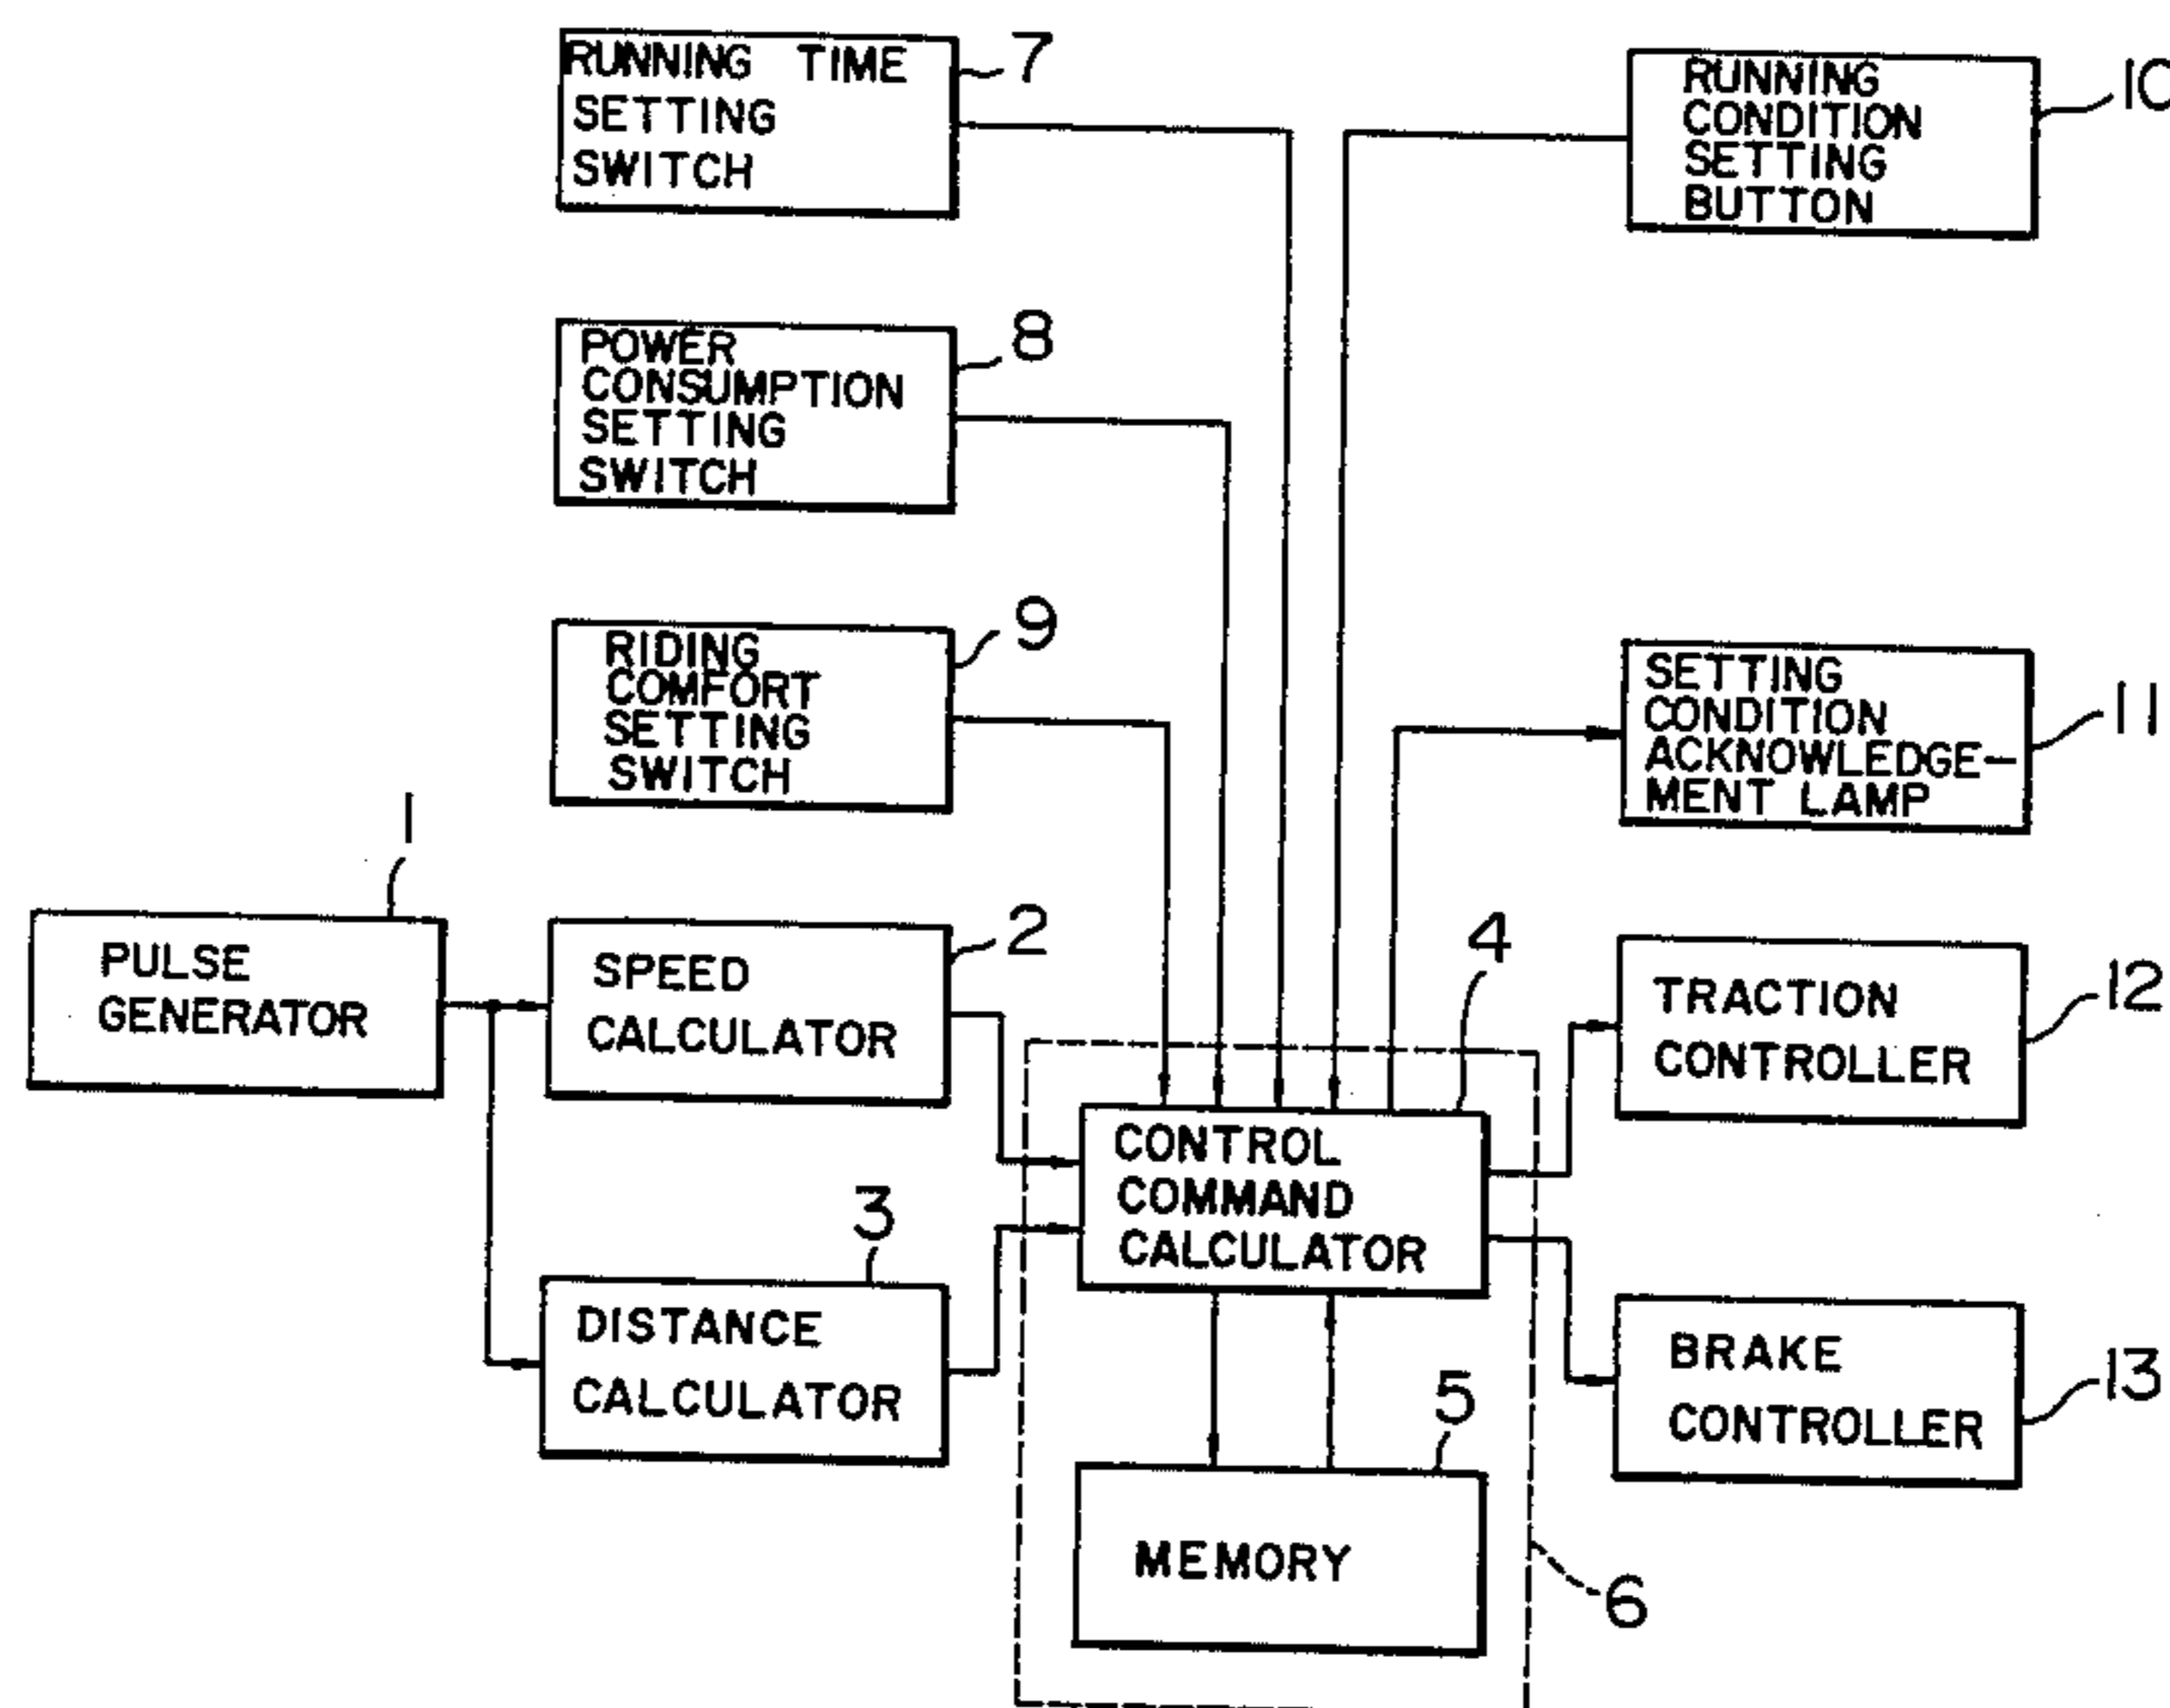 RUNNING TIME
SETTING
SWITCH
7
RUNNING
CONDITION
SETTING
BUTTON
10
POWER
CONSUMPTION
SETTING
SWITCH
8
RIDING
COMFORT
SETTING
SWITCH
9
SETTING
CONDITION
ACKNOWLEDGE-
MENT LAMP
11
1
PULSE
GENERATOR
SPEED
CALCULATOR
2
4
TRACTION
CONTROLLER
12
CONTROL
COMMAND
CALCULATOR
3
DISTANCE
CALCULATOR
BRAKE
CONTROLLER
13
5
MEMORY
6